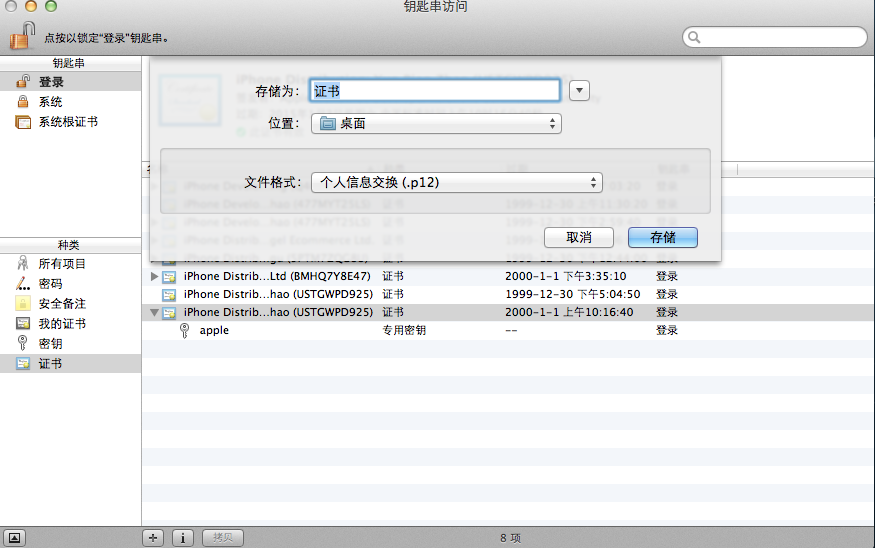 钥匙串访问
点按以锁定“登录”钥匙串。
钥匙串
登录
系统
系统根证书
存储为：
证书
位置：
桌面
文件格式：
个人信息交换 (.p12)
取消
存储
种类
所有项目
密码
安全备注
我的证书
密钥
证书
iPhone Distrib...Ltd (BMHQ7Y8E47) 证书 2000-1-1 下午3:35:10 登录
iPhone Distrib...hao (USTGWPD925) 证书 1999-12-30 下午5:04:50 登录
iPhone Distrib...hao (USTGWPD925) 证书 2000-1-1 上午10:16:40 登录
apple 专用密钥 -- 登录
拷贝
8 项